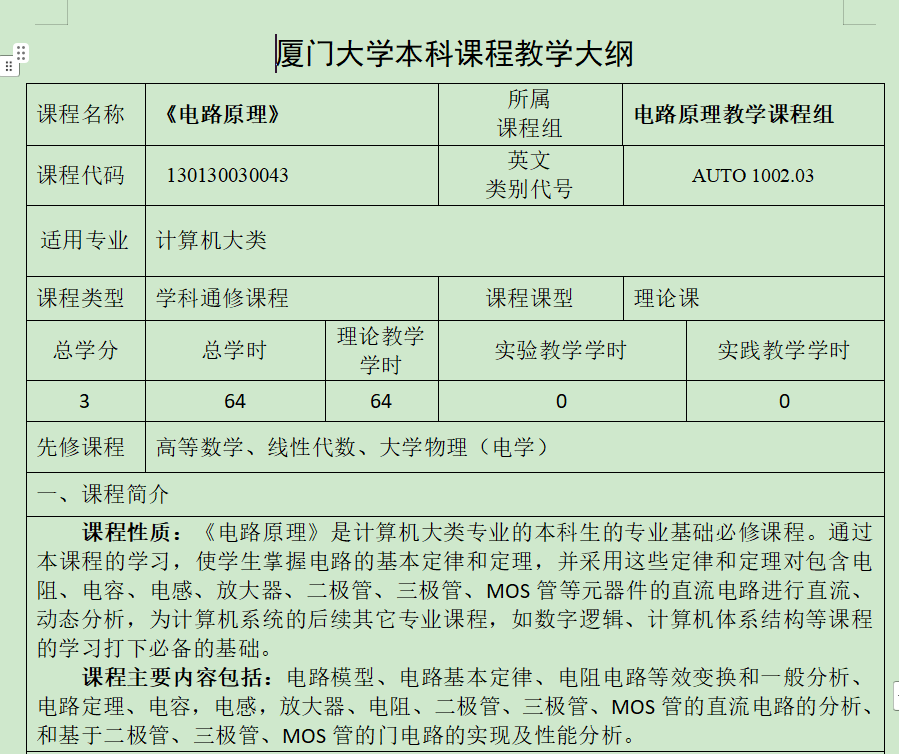 厦门大学本科课程教学大纲
课程名称 《电路原理》 所属课程组 电路原理教学课程组
课程代码 130130030043 英文类别代号 AUTO 1002.03
适用专业 计算机大类
课程类型 学科通修课程 课程课型 理论课
总学分 总学时 理论教学学时 实验教学学时 实践教学学时
3 64 64 0 0
先修课程 高等数学、线性代数、大学物理（电学）
一、课程简介
课程性质：《电路原理》是计算机大类专业的本科生的专业基础必修课程。通过
本课程的学习，使学生掌握电路的基本定律和定理，并采用这些定律和定理对包含电
阻、电容、电感、放大器、二极管、三极管、MOS 管等元器件的直流电路进行直流、
动态分析，为计算机系统的后续其它专业课程，如数字逻辑、计算机体系结构等课程
的学习打下必备的基础。
课程主要内容包括：电路模型、电路基本定律、电阻电路等效变换和一般分析、
电路定理、电容，电感，放大器、电阻、二极管、三极管、MOS 管的直流电路的分析、
和基于二极管、三极管、MOS 管的门电路的实现及性能分析。